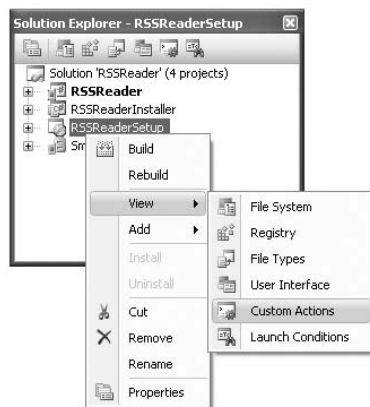 Solution Explorer - RSSReaderSetup
Solution 'RSSReader' (4 projects)
RSSReader
RSSReaderInstaller
RSSReaderSetup
Sm
Build
Rebuild
View
Add
Install
Uninstall
Cut
Remove
Rename
Properties
File System
Registry
File Types
User Interface
Custom Actions
Launch Conditions